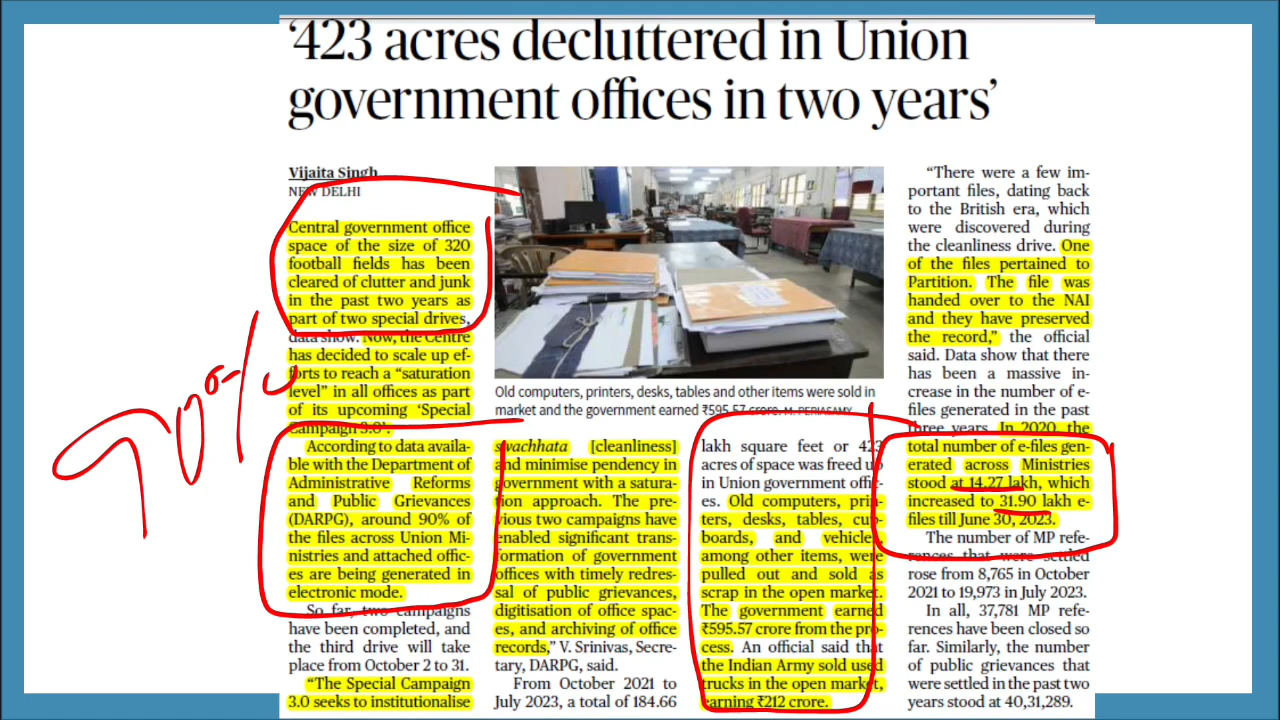 ‘423 acres decluttered in Union
government offices in two years’
Vijaita Singh
NEW DELHI
Central government office
space of the size of 320
football fields has been
cleared of clutter and junk
in the past two years as
part of two special drives,
data show. Now, the Centre
has decided to scale up ef-
forts to reach a “saturation
level” in all offices as part
of its upcoming ‘Special
Campaign 3.0’.
According to data availa-
ble with the Department of
Administrative Reforms
and Public Grievances
(DARPG), around 90% of
the files across Union Mi-
nistries and attached offic-
es are being generated in
electronic mode.
So far, two campaigns
have been completed, and
the third drive will take
place from October 2 to 31.
“The Special Campaign
3.0 seeks to institutionalise
Old computers, printers, desks, tables and other items were sold in
market and the government earned ₹595.57 crore. M. PERIASAMY
swachhata [cleanliness]
and minimise pendency in
government with a satura-
tion approach. The pre-
vious two campaigns have
enabled significant trans-
formation of government
offices with timely redres-
sal of public grievances,
digitisation of office spac-
es, and archiving of office
records,” V. Srinivas, Secre-
tary, DARPG, said.
From October 2021 to
July 2023, a total of 184.66
lakh square feet or 423
acres of space was freed up
in Union government offic-
es. Old computers, prin-
ters, desks, tables, cup-
boards, and vehicles,
among other items, were
pulled out and sold as
scrap in the open market.
The government earned
₹595.57 crore from the pro-
cess. An official said that
the Indian Army sold used
trucks in the open market,
earning ₹212 crore.
“There were a few im-
portant files, dating back
to the British era, which
were discovered during
the cleanliness drive. One
of the files pertained to
Partition. The file was
handed over to the NAI
and they have preserved
the record,” the official
said. Data show that there
has been a massive in-
crease in the number of e-
files generated in the past
three years. In 2020 the
total number of e-files gen-
erated across Ministries
stood at 14.27 lakh, which
increased to 31.90 lakh e-
files till June 30, 2023.
The number of MP refe-
rences that were settled
rose from 8,765 in October
2021 to 19,973 in July 2023.
In all, 37,781 MP refe-
rences have been closed so
far. Similarly, the number
of public grievances that
were settled in the past two
years stood at 40,31,289.
90%